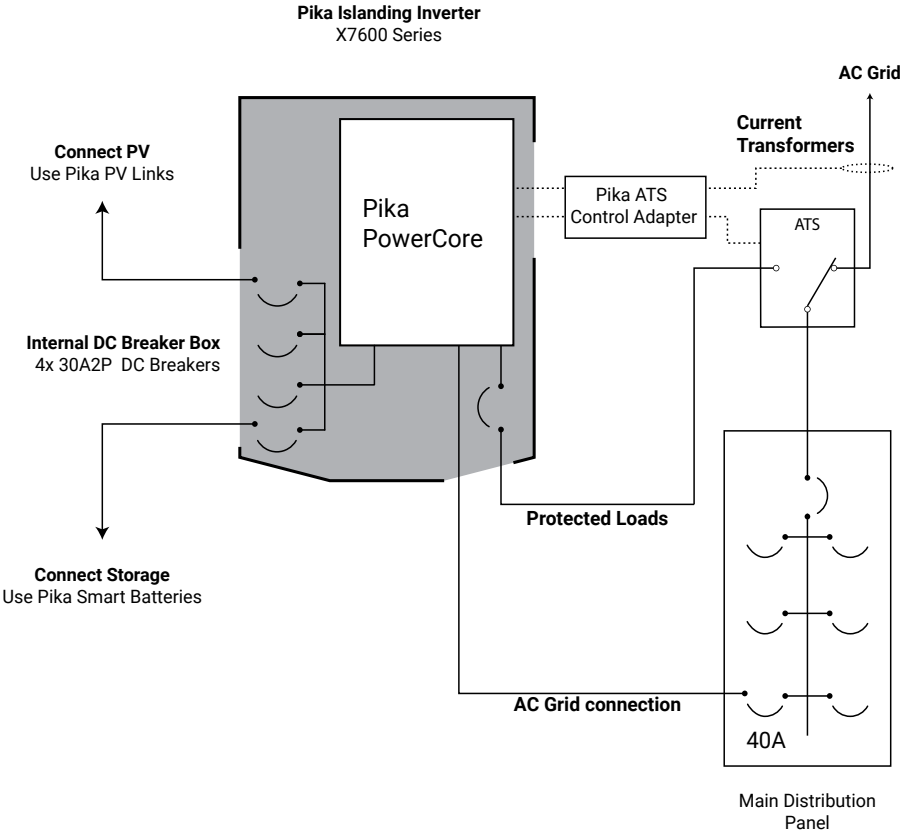 Pika Islanding Inverter
X7600 Series
AC Grid
Current
Transformers
Connect PV
Use Pika PV Links
Pika ATS
Control Adapter
Pika
PowerCore
ATS
Internal DC Breaker Box
4x 30A2P DC Breakers
Protected Loads
Connect Storage
Use Pika Smart Batteries
AC Grid connection
40A
Main Distribution
Panel